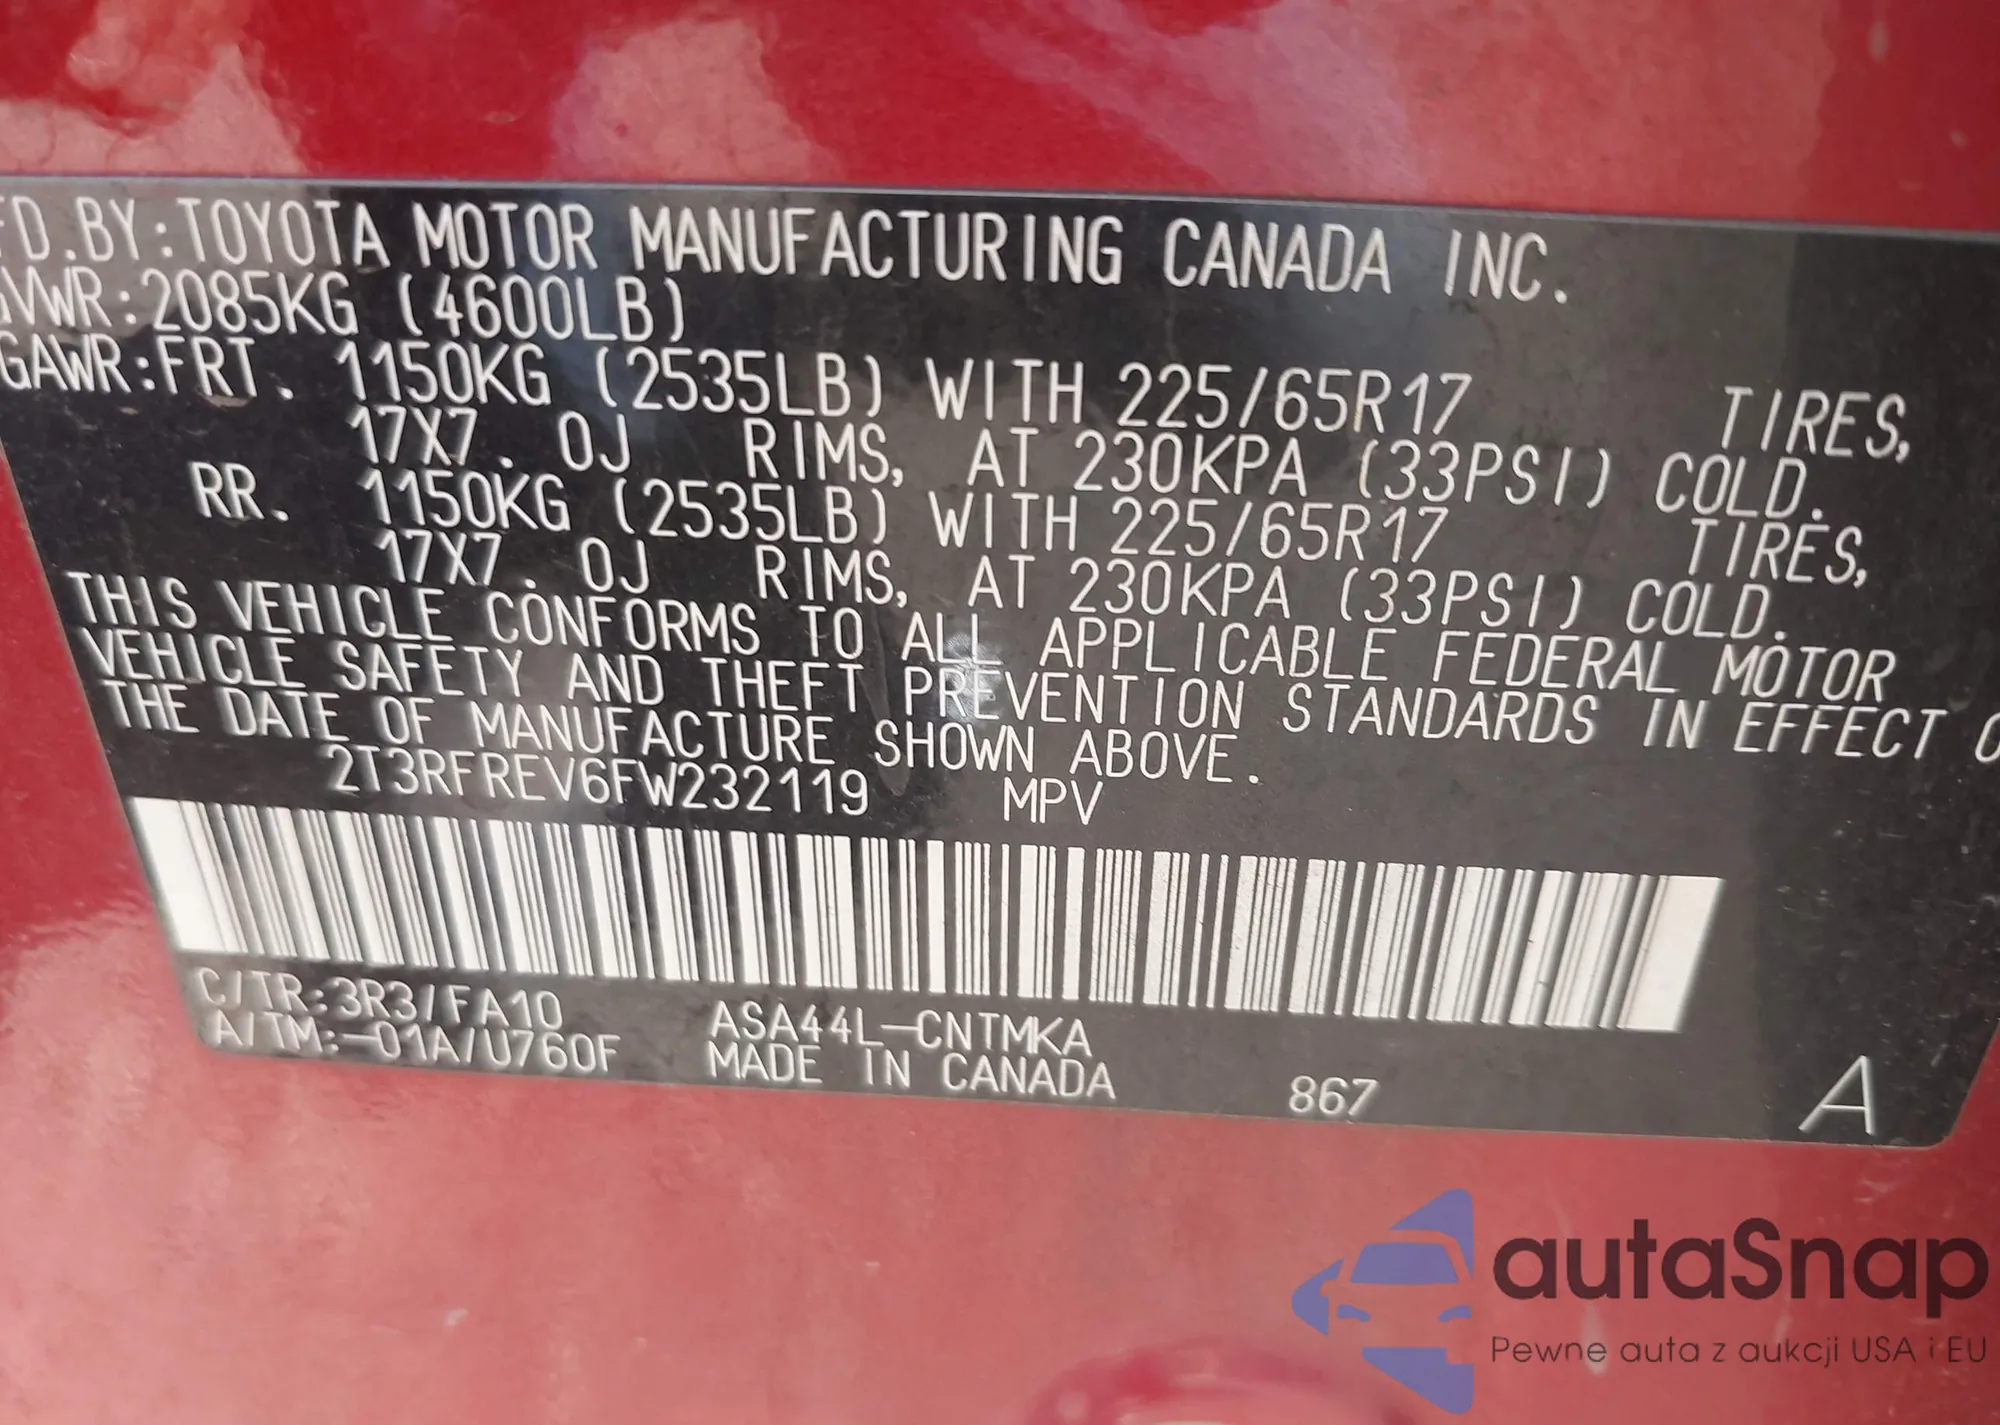 FD.BY:TOYOTA MOTOR MANUFACTURING CANADA INC.
GVWR:2085KG (4600LB)
GAWR:FRT. 1150KG (2535LB) WITH 225/65R17 TIRES,
17X7.0J RIMS, AT 230KPA (33PSI) COLD.
RR. 1150KG (2535LB) WITH 225/65R17 TIRES,
17X7.0J RIMS, AT 230KPA (33PSI) COLD.
THIS VEHICLE CONFORMS TO ALL APPLICABLE FEDERAL MOTOR
VEHICLE SAFETY AND THEFT PREVENTION STANDARDS IN EFFECT O
THE DATE OF MANUFACTURE SHOWN ABOVE.
2T3RFREV6FW232119 MPV
C/TR:3R3/FA10 ASA44L-CNTMKA
A/TM:-01A/U760F MADE IN CANADA 867 A
autaSnap
Pewne auta z aukcji USA i EU